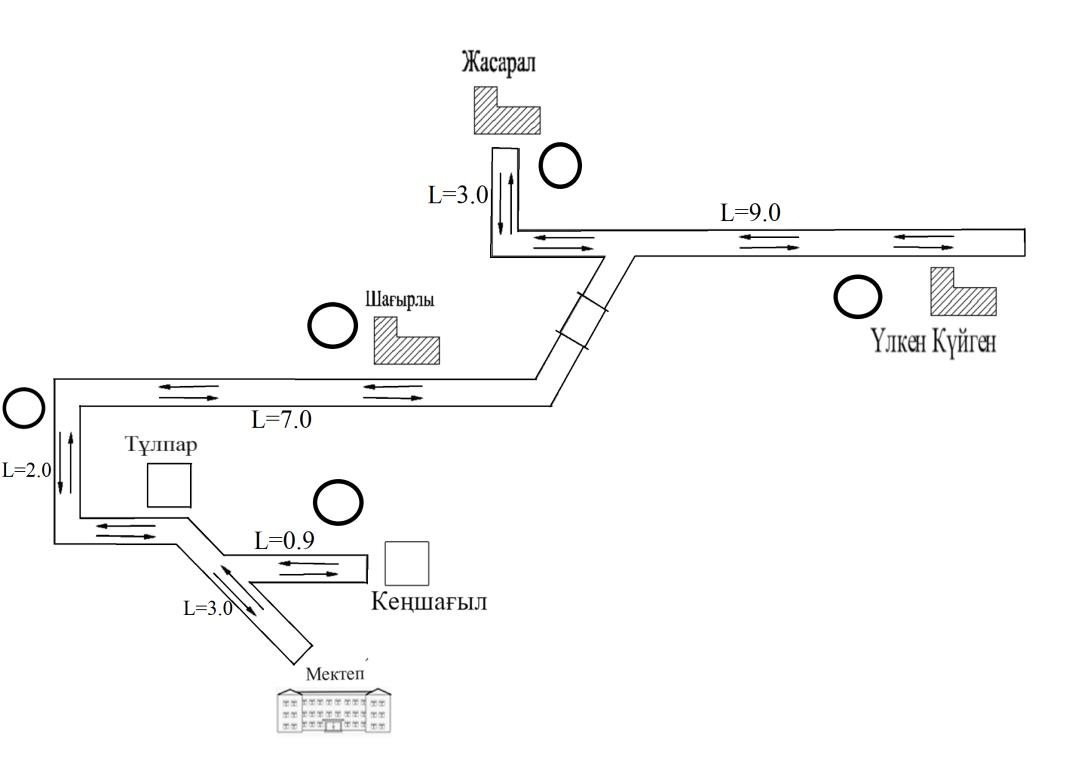 Жасарал
L=3.0
L=9.0
Шағырлы
Үлкен Күйген
L=7.0
Тұлпар
L=2.0
L=0.9
Кеңшағыл
L=3.0
Мектеп